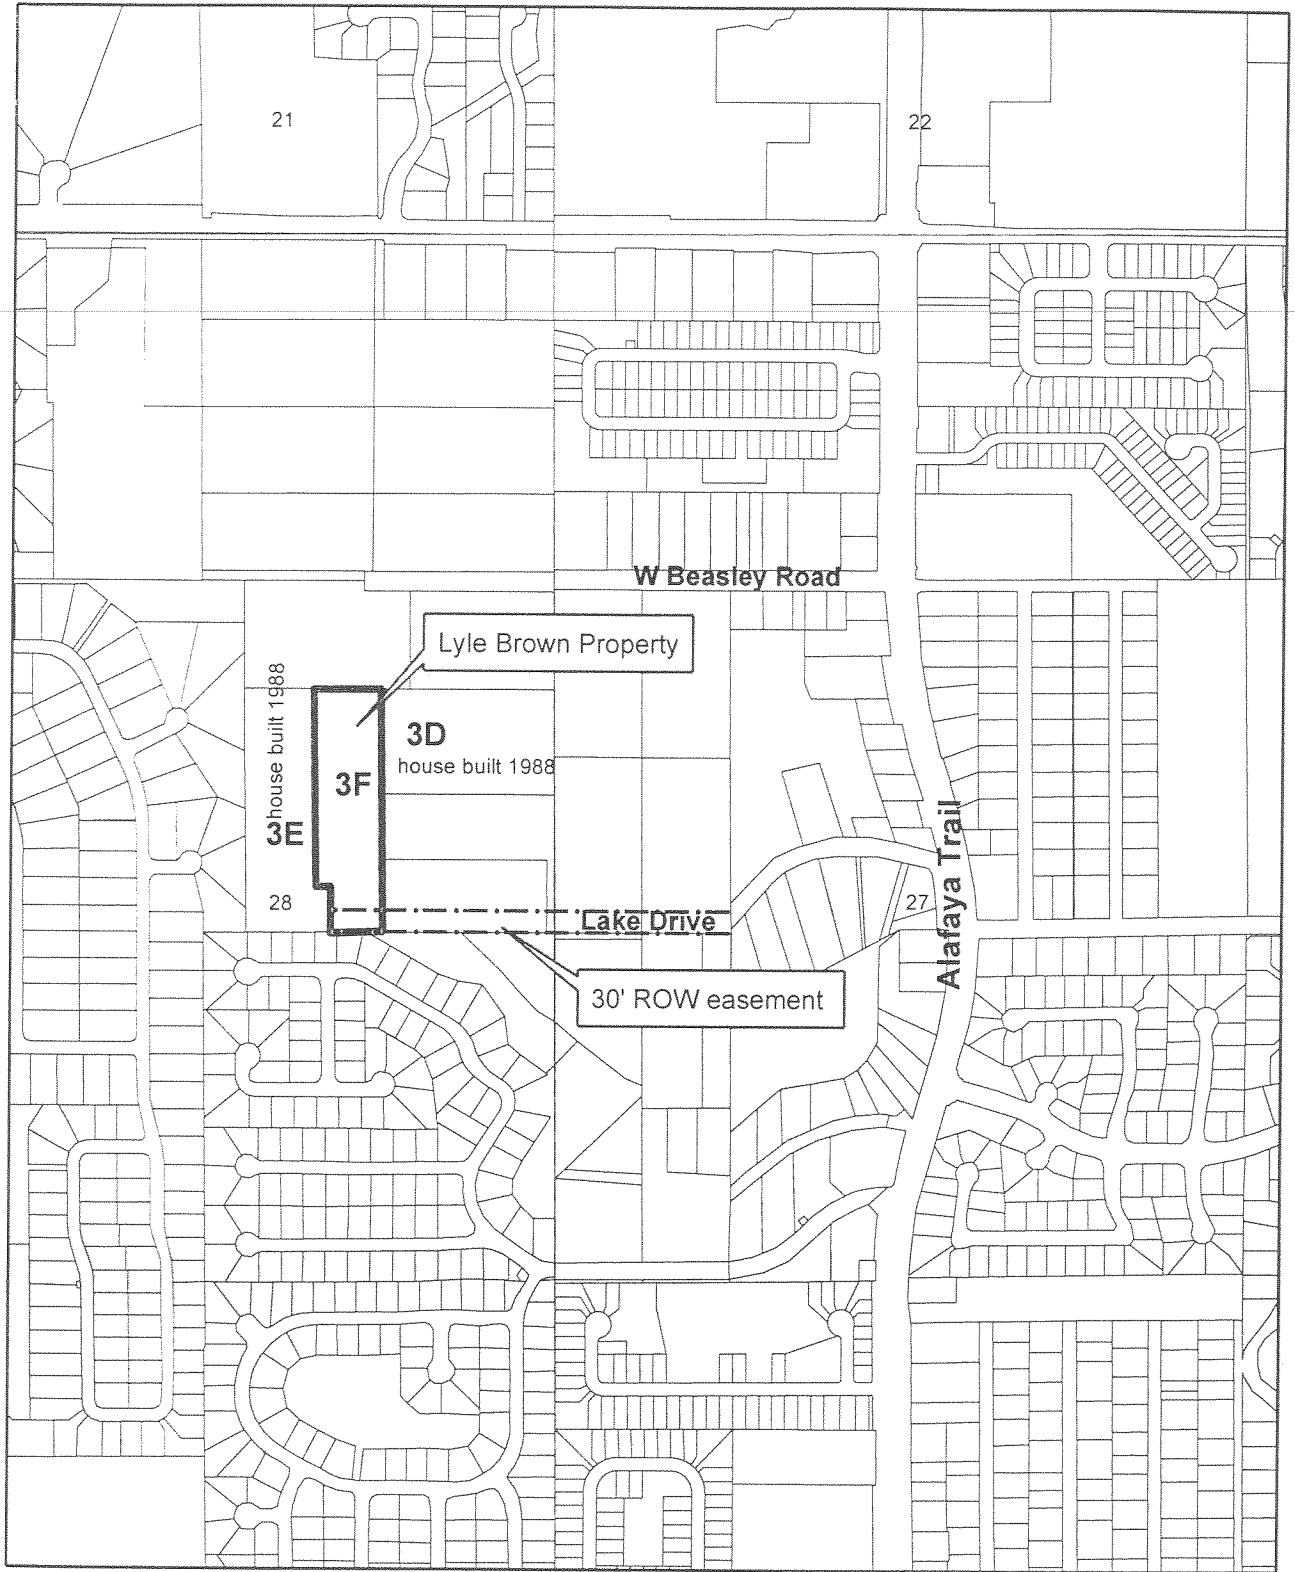 21
22
W Beasley Road
Lyle Brown Property
house built 1988
3D
house built 1988
3F
3E
Alafaya Trail
28
27
Lake Drive
30' ROW easement